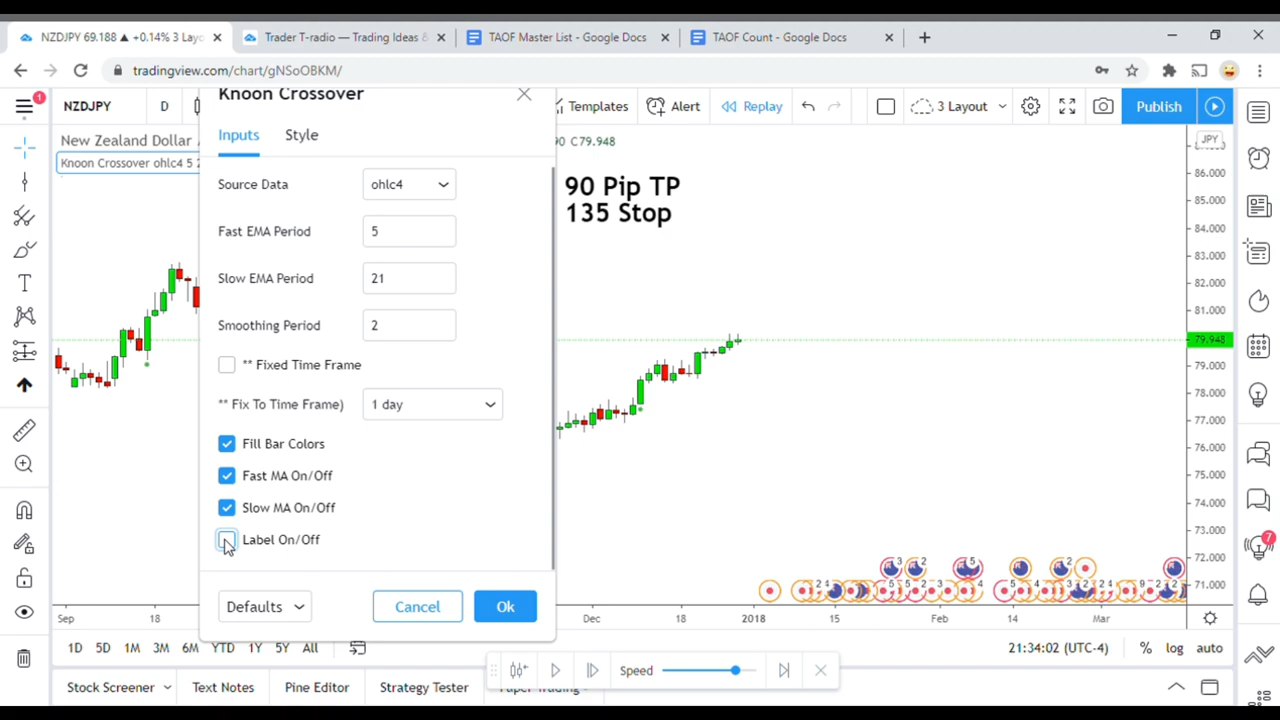 NZDJPY 69.188 ▲ +0.14% 3 Layo
Trader T-radio — Trading Ideas &
TAOF Master List - Google Docs
TAOF Count - Google Docs
tradingview.com/chart/gNSoOBKM/
1
NZDJPY
D
Templates
Alert
Replay
3 Layout
Publish
Knoon Crossover
Inputs
Style
New Zealand Dollar
90 C79.948
JPY
Knoon Crossover ohlc4 5 2
90 Pip TP
135 Stop
Source Data
ohlc4
Fast EMA Period
5
Slow EMA Period
21
Smoothing Period
2
** Fixed Time Frame
** Fix To Time Frame)
1 day
Fill Bar Colors
Fast MA On/Off
Slow MA On/Off
Label On/Off
Defaults
Cancel
Ok
86.000
85.000
84.000
83.000
82.000
81.000
79.948
79.000
78.000
77.000
76.000
75.000
74.000
73.000
72.000
71.000
7
Sep
18
Dec
18
2018
15
Feb
14
Mar
1D 5D 1M 3M 6M YTD 1Y 5Y All
21:34:02 (UTC-4)
% log auto
Speed
Stock Screener
Text Notes
Pine Editor
Strategy Tester
Paper Trading